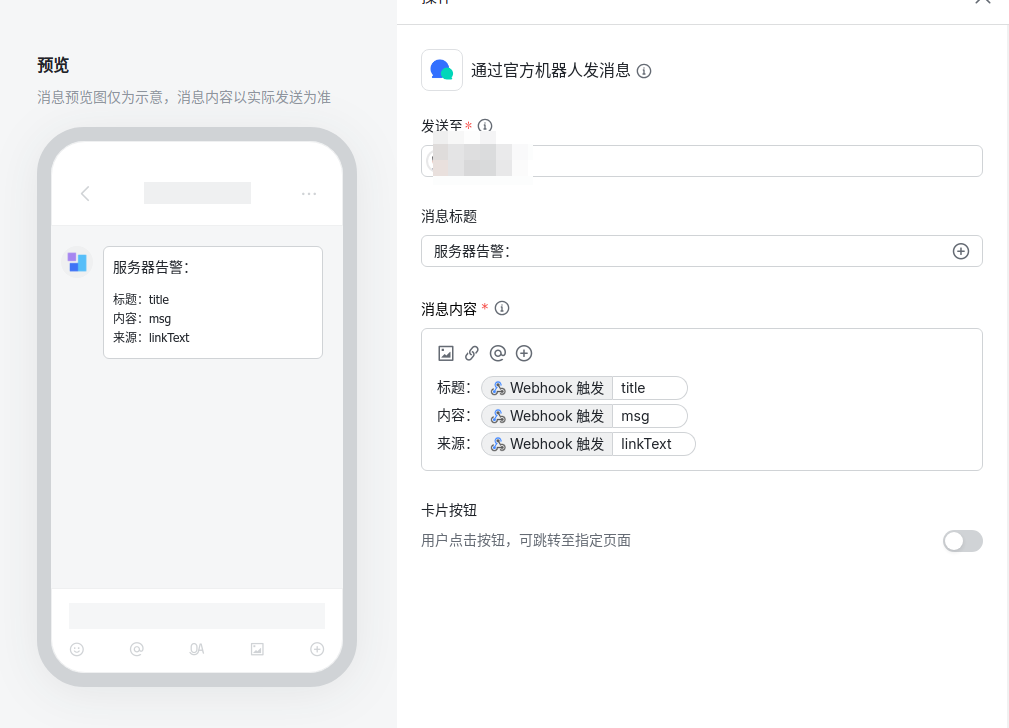 预览
消息预览图仅为示意，消息内容以实际发送为准
服务器告警：
标题：title
内容：msg
来源：linkText
通过官方机器人发消息
发送至*
消息标题
服务器告警：
消息内容 *
标题： Webhook 触发 title
内容： Webhook 触发 msg
来源： Webhook 触发 linkText
卡片按钮
用户点击按钮，可跳转至指定页面